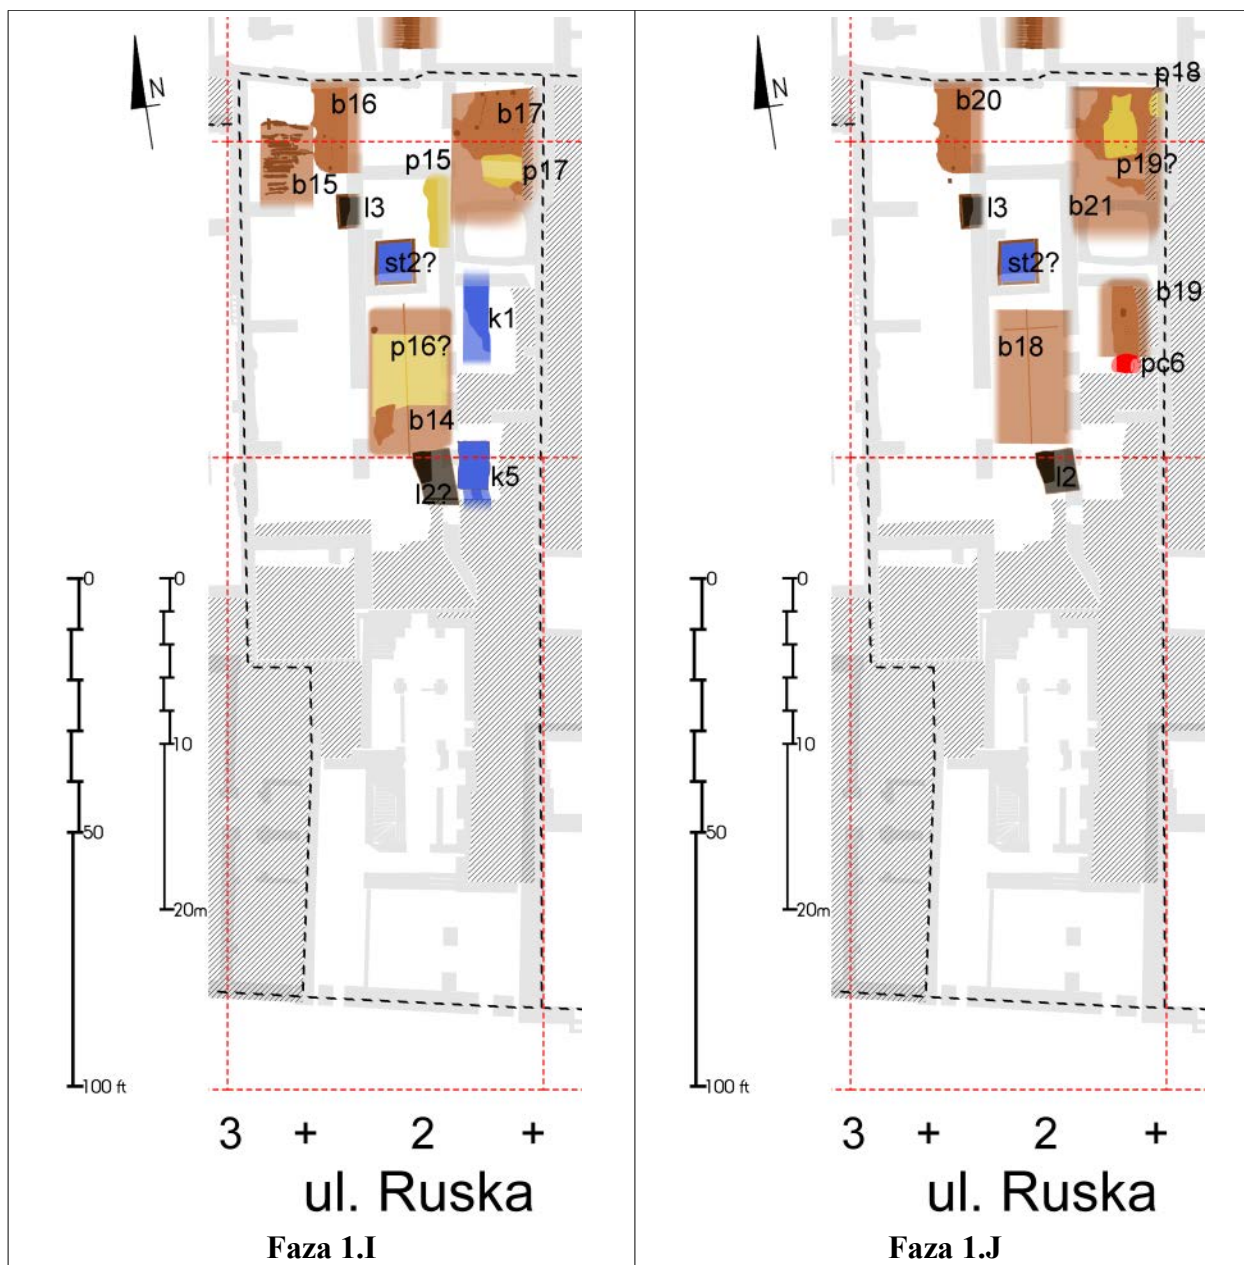 N
b16
b17
p15
p17
b15
l3
st2?
k1
p16?
b14
l2?
k5
0
0
10
50
20m
100 ft
3 + 2 +
ul. Ruska
Faza 1.I
N
p18
b20
p19?
l3
b21
st2?
b19
b18
pc6
l2
0
0
10
50
20m
100 ft
3 + 2 +
ul. Ruska
Faza 1.J